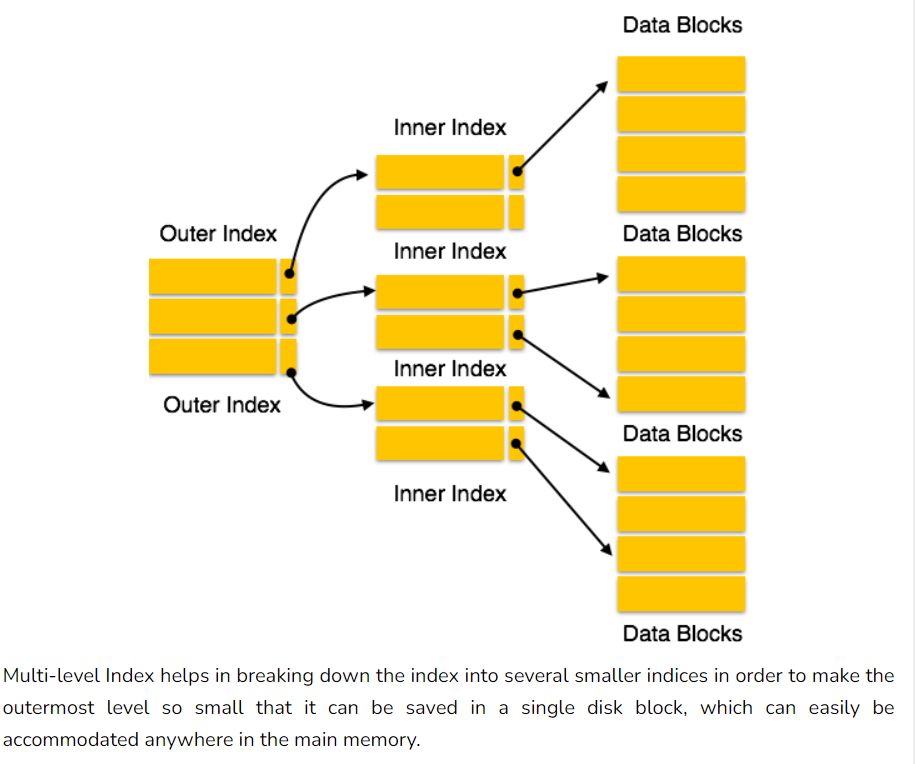 Data Blocks
Inner Index
Outer Index
Data Blocks
Inner Index
Inner Index
Outer Index
Data Blocks
Inner Index
Data Blocks
Multi-level Index helps in breaking down the index into several smaller indices in order to make the
outermost level so small that it can be saved in a single disk block, which can easily be
accommodated anywhere in the main memory.